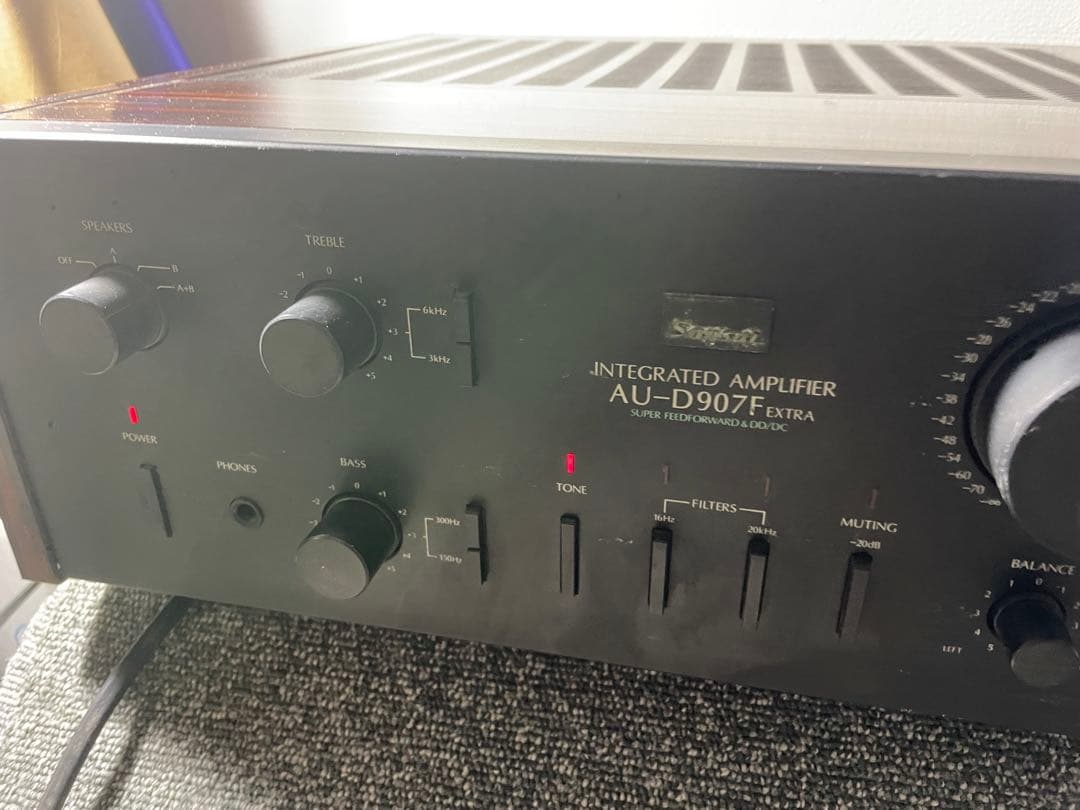 SPEAKERS
OFF A B A+B
TREBLE
-2 -1 0 +1 +2 +3 +4 +5
6kHz
3kHz
Sansui
INTEGRATED AMPLIFIER
AU-D907F EXTRA
SUPER FEEDFORWARD & DD/DC
-24
-26
-28
-30
-34
-38
-42
-48
-54
-60
-70
-∞
POWER
PHONES
BASS
-2 -1 0 +1 +2 +3 +4 +5
300Hz
150Hz
TONE
FILTERS
16Hz 20kHz
MUTING
-20dB
BALANCE
5 4 3 2 1 0 1 2 3
LEFT